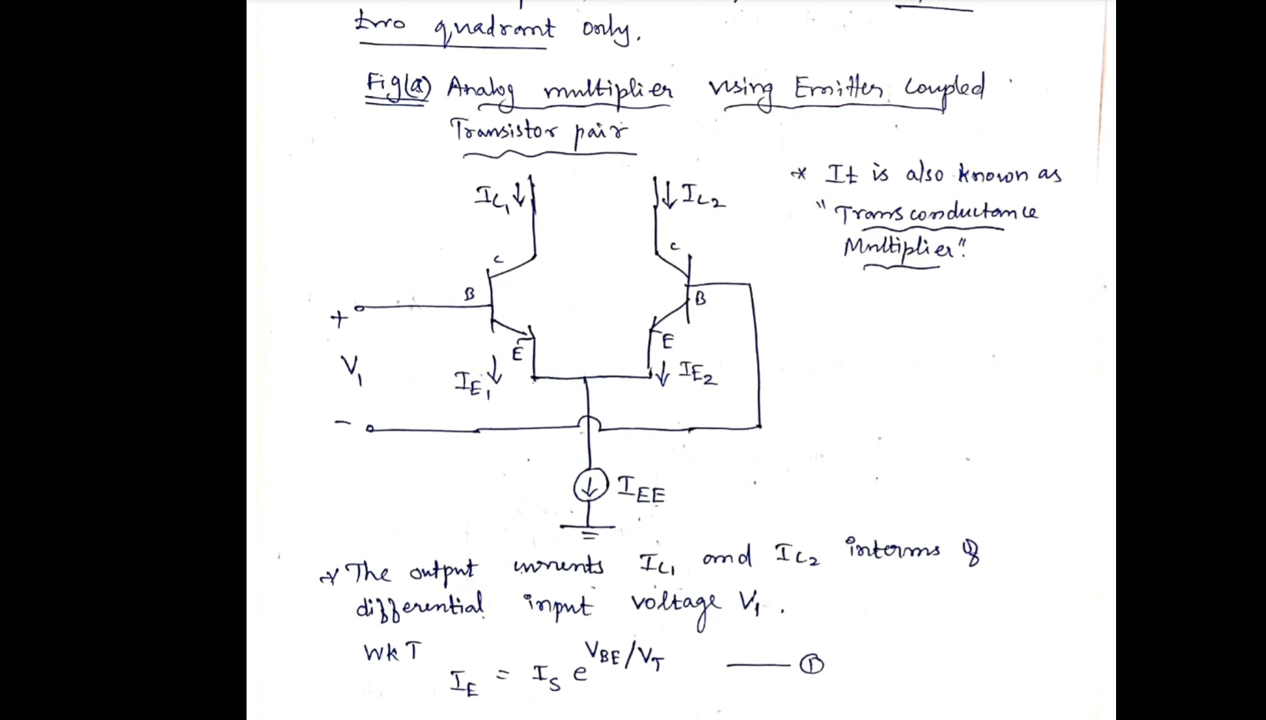 two quadrant only.
Fig(a) Analog multiplier using Emitter Coupled
Transistor pair
* It is also known as
"Transconductance
Multiplier".
IC1 ↓
↓ IC2
C
C
B
B
+
V1
-
E
E
IE1 ↓
↓ IE2
IEE
* The output currents IC1 and IC2 interms of
differential input voltage V1.
WKT
IE = IS e^VBE/VT —— ①